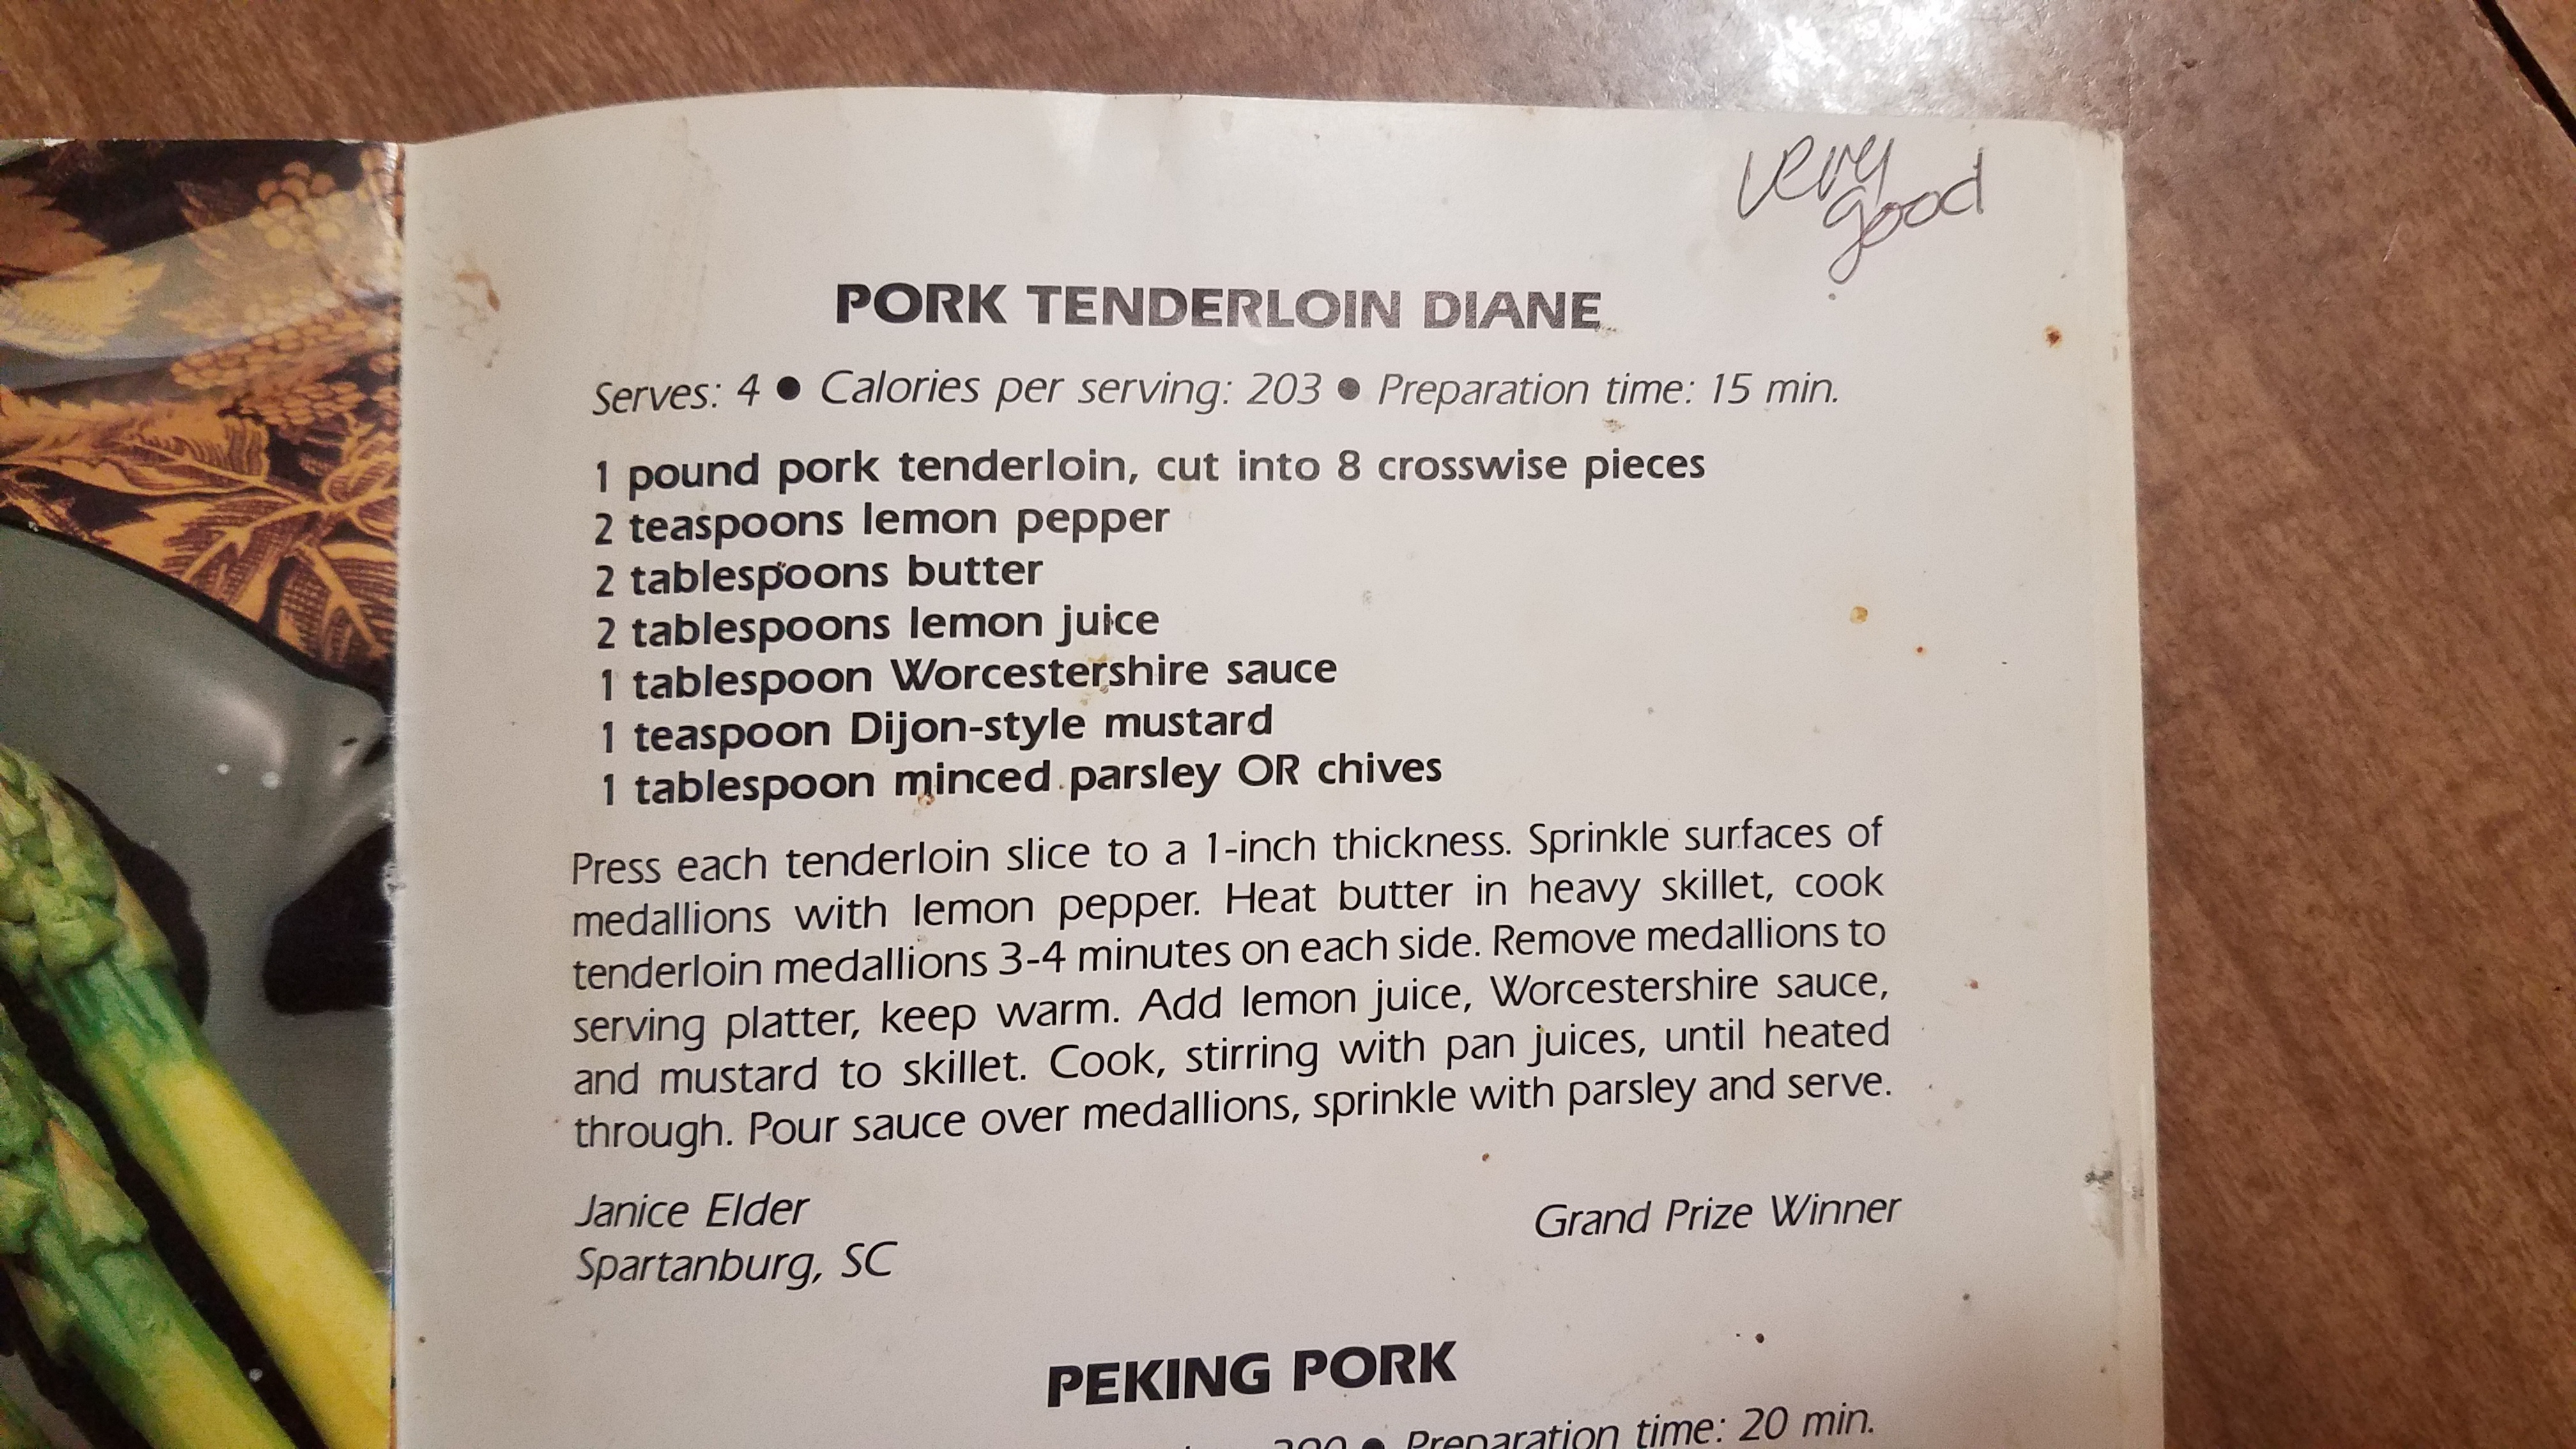 very
good
PORK TENDERLOIN DIANE
Serves: 4 ● Calories per serving: 203 ● Preparation time: 15 min.
1 pound pork tenderloin, cut into 8 crosswise pieces
2 teaspoons lemon pepper
2 tablespoons butter
2 tablespoons lemon juice
1 tablespoon Worcestershire sauce
1 teaspoon Dijon-style mustard
1 tablespoon minced parsley OR chives
Press each tenderloin slice to a 1-inch thickness. Sprinkle surfaces of
medallions with lemon pepper. Heat butter in heavy skillet, cook
tenderloin medallions 3-4 minutes on each side. Remove medallions to
serving platter, keep warm. Add lemon juice, Worcestershire sauce,
and mustard to skillet. Cook, stirring with pan juices, until heated
through. Pour sauce over medallions, sprinkle with parsley and serve.
Janice Elder
Grand Prize Winner
Spartanburg, SC
PEKING PORK
● Preparation time: 20 min.